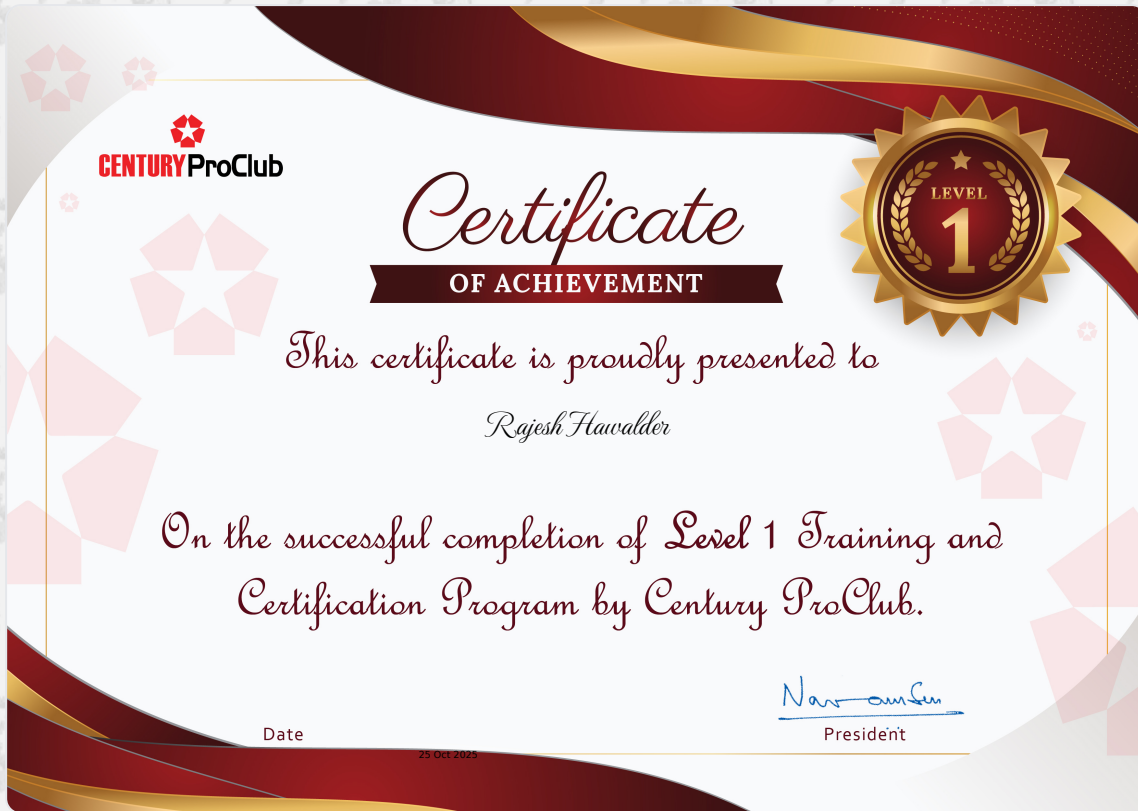 CENTURY ProClub
LEVEL
1
Certificate
OF ACHIEVEMENT
This certificate is proudly presented to
Rajesh Hawalder
On the successful completion of Level 1 Training and
Certification Program by Century ProClub.
Date
President
25 Oct 2025